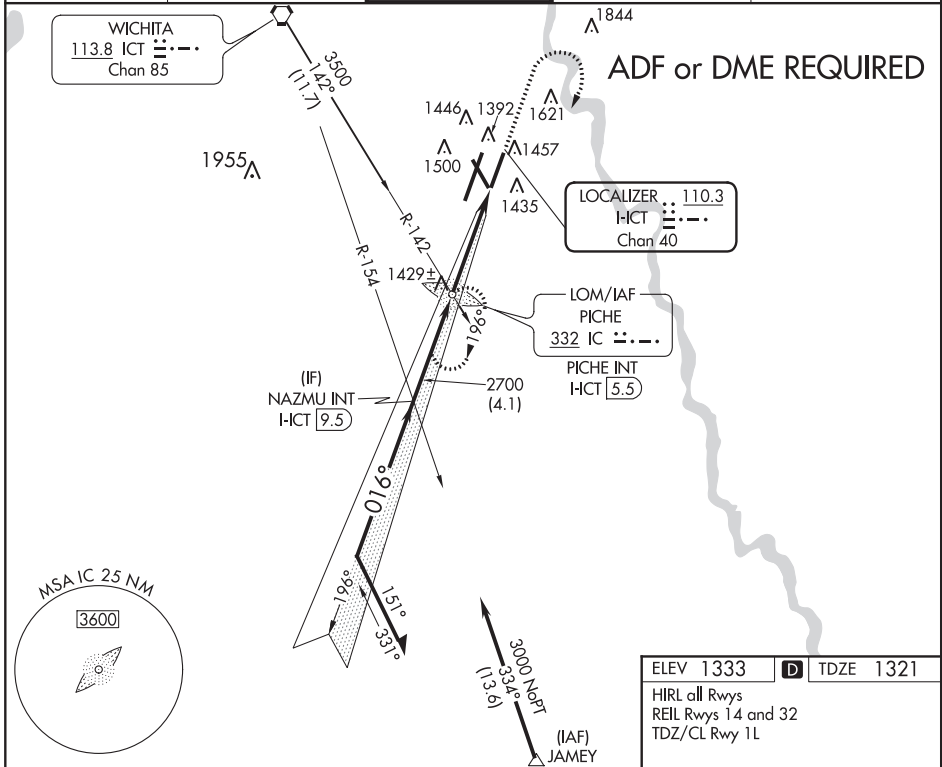 WICHITA
113.8 ICT
Chan 85
3500
142°
(11.7)
1844
ADF or DME REQUIRED
1446
1392
1621
1955
1500
1457
1435
LOCALIZER 110.3
I-ICT
Chan 40
R-142
R-154
1429±
196°
LOM/IAF
PICHE
332 IC
PICHE INT
I-ICT 5.5
(IF)
NAZMU INT
I-ICT 9.5
2700
(4.1)
016°
196°
151°
331°
MSA IC 25 NM
3600
3000 NoPT
334°
(13.6)
(IAF)
JAMEY
ELEV 1333 D TDZE 1321
HIRL all Rwys
REIL Rwys 14 and 32
TDZ/CL Rwy 1L